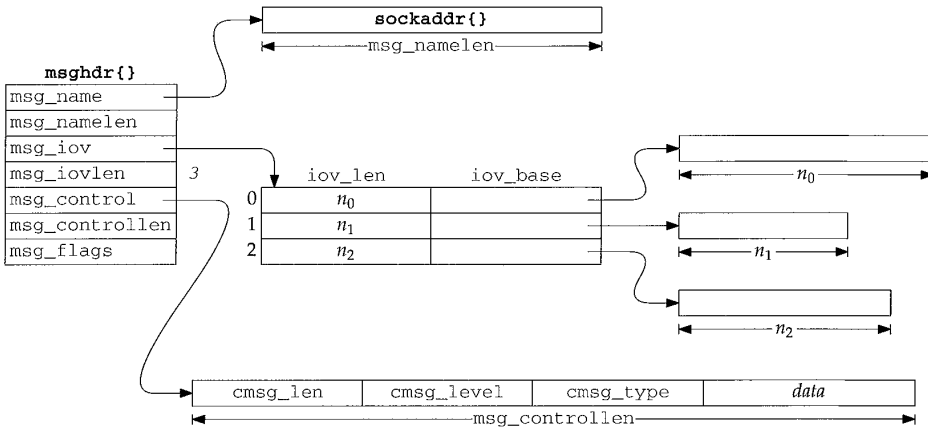 sockaddr{}
msg_namelen
msghdr{}
msg_name
msg_namelen
msg_iov
msg_iovlen 3
msg_control
msg_controllen
msg_flags
iov_len iov_base
0 n0
1 n1
2 n2
n0
n1
n2
cmsg_len cmsg_level cmsg_type data
msg_controllen